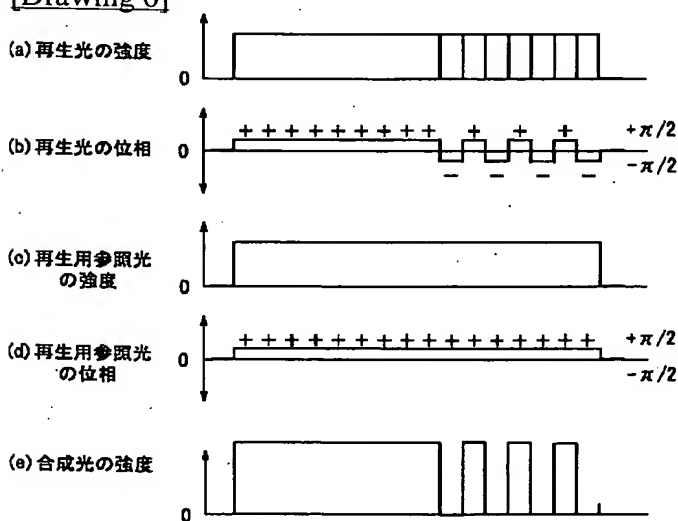 [Drawing 6]
(a)再生光の強度
0
+ + + + + + + + + + + +
+π/2
(b)再生光の位相
0
- - - -
-π/2
(c)再生用参照光
の強度
0
+ + + + + + + + + + + + + + + +
+π/2
(d)再生用参照光
の位相
0
-π/2
(e)合成光の強度
0